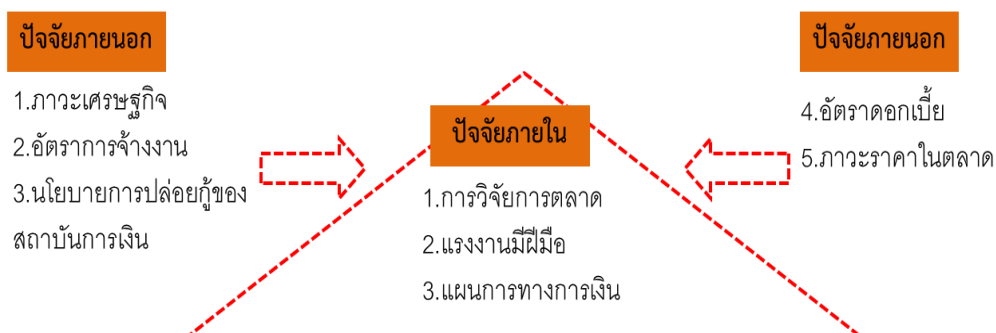 ปัจจัยภายนอก
1.ภาวะเศรษฐกิจ
2.อัตราการจ้างงาน
3.นโยบายการปล่อยกู้ของ
สถาบันการเงิน
ปัจจัยภายใน
1.การวิจัยการตลาด
2.แรงงานมีฝีมือ
3.แผนการทางการเงิน
ปัจจัยภายนอก
4.อัตราดอกเบี้ย
5.ภาวะราคาในตลาด